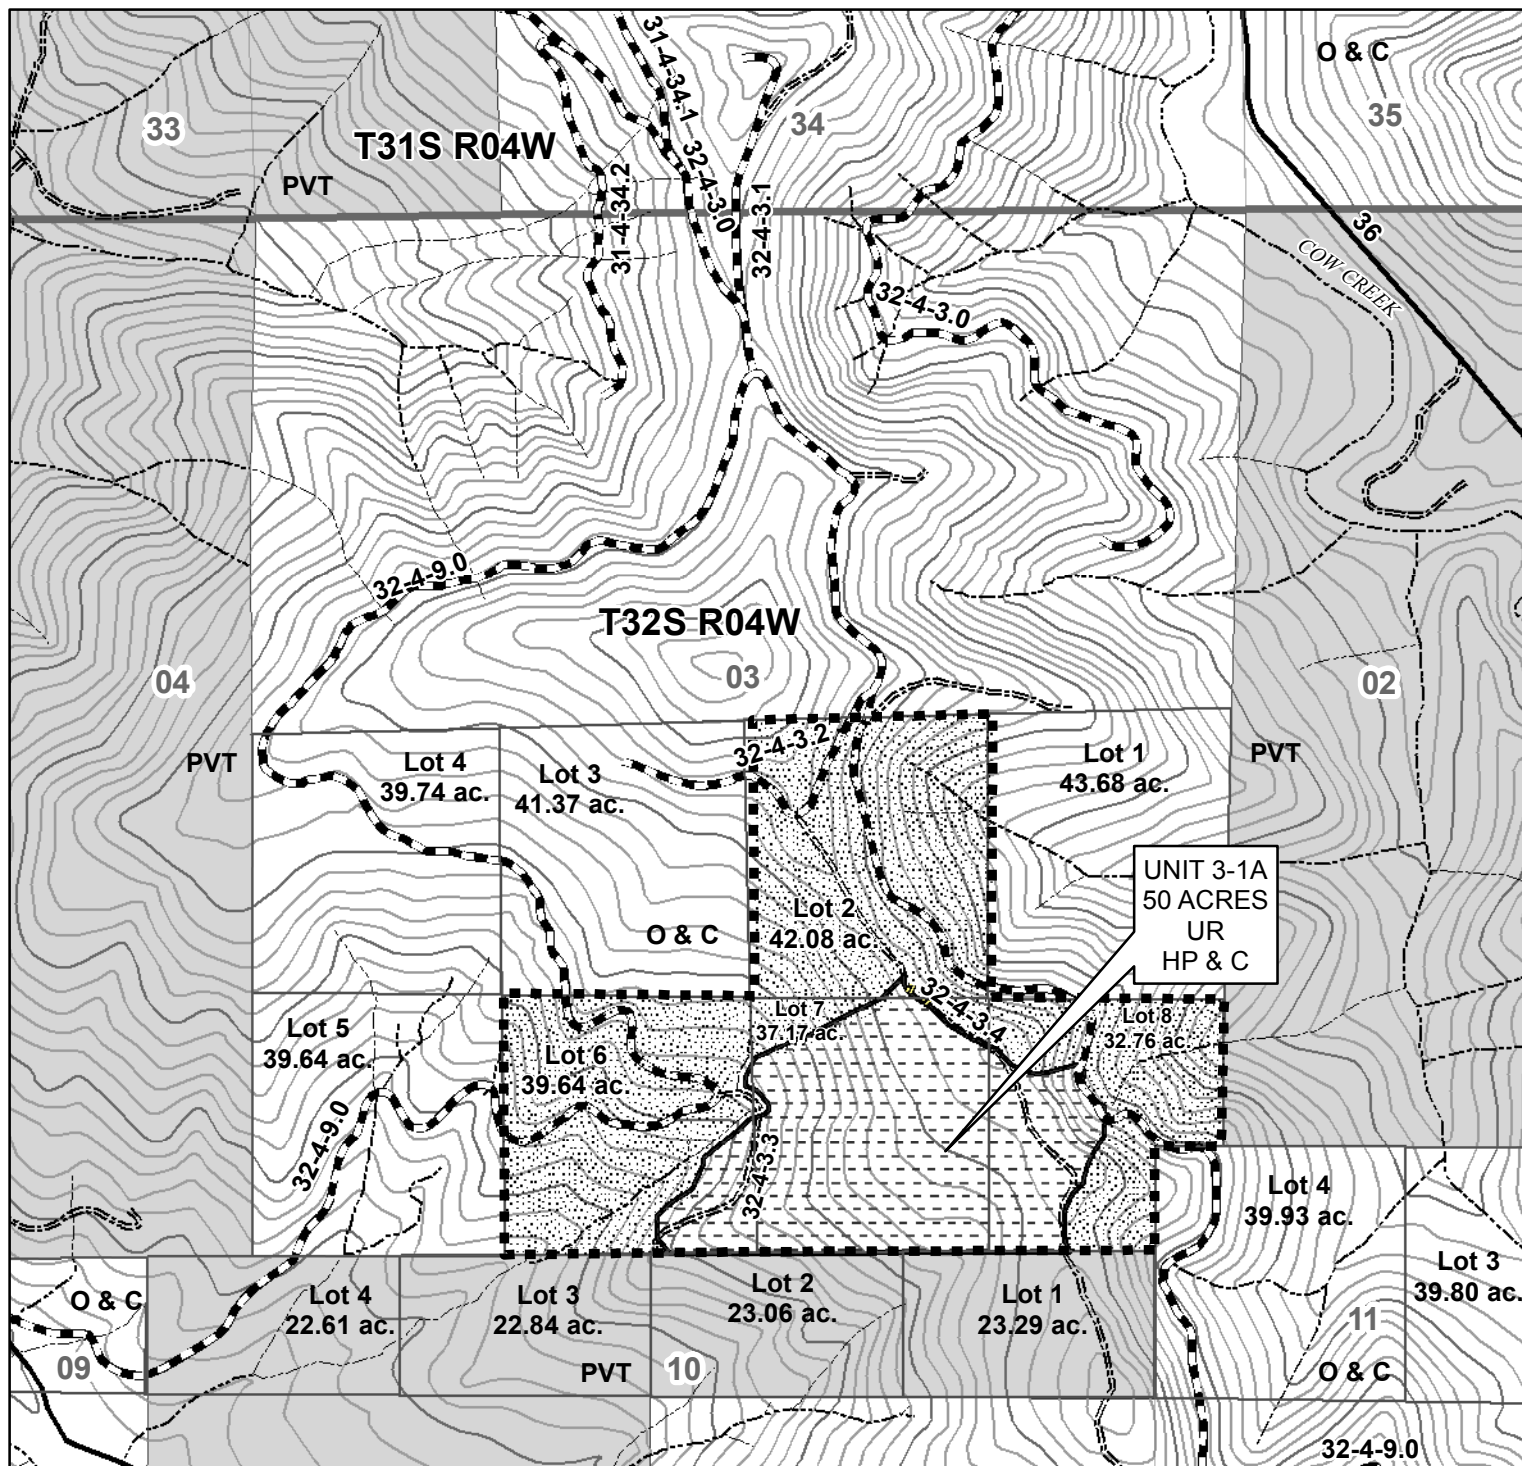 O & C
31-4-34.1
33
34
35
T31S R04W
PVT
31-4-34.2
32-4-3.0
32-4-3.1
36
COW CREEK
32-4-3.0
32-4-9.0
T32S R04W
04
03
02
PVT
32-4-3.2
PVT
Lot 4
39.74 ac.
Lot 3
41.37 ac.
Lot 1
43.68 ac.
UNIT 3-1A
50 ACRES
UR
HP & C
Lot 2
42.08 ac.
O & C
32-4-3.4
Lot 5
39.64 ac.
Lot 6
39.64 ac.
Lot 7
37.17 ac.
Lot 8
32.76 ac.
32-4-9.0
32-4-3.3
Lot 4
39.93 ac.
Lot 3
39.80 ac.
O & C
Lot 4
22.61 ac.
Lot 3
22.84 ac.
Lot 2
23.06 ac.
Lot 1
23.29 ac.
11
09
PVT
10
O & C
32-4-9.0